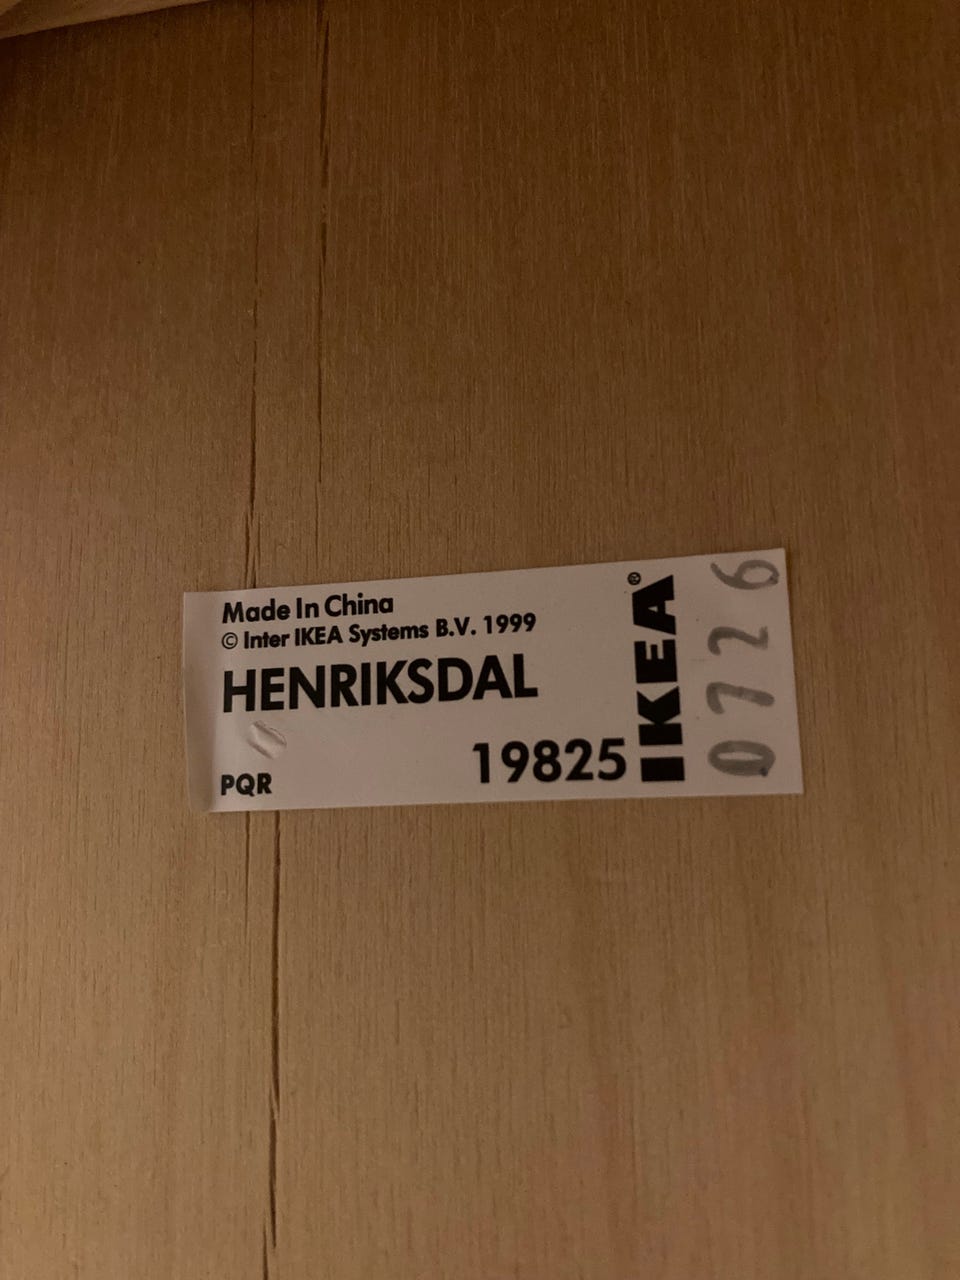 Made In China
© Inter IKEA Systems B.V. 1999
HENRIKSDAL
PQR
19825
IKEA®
0726